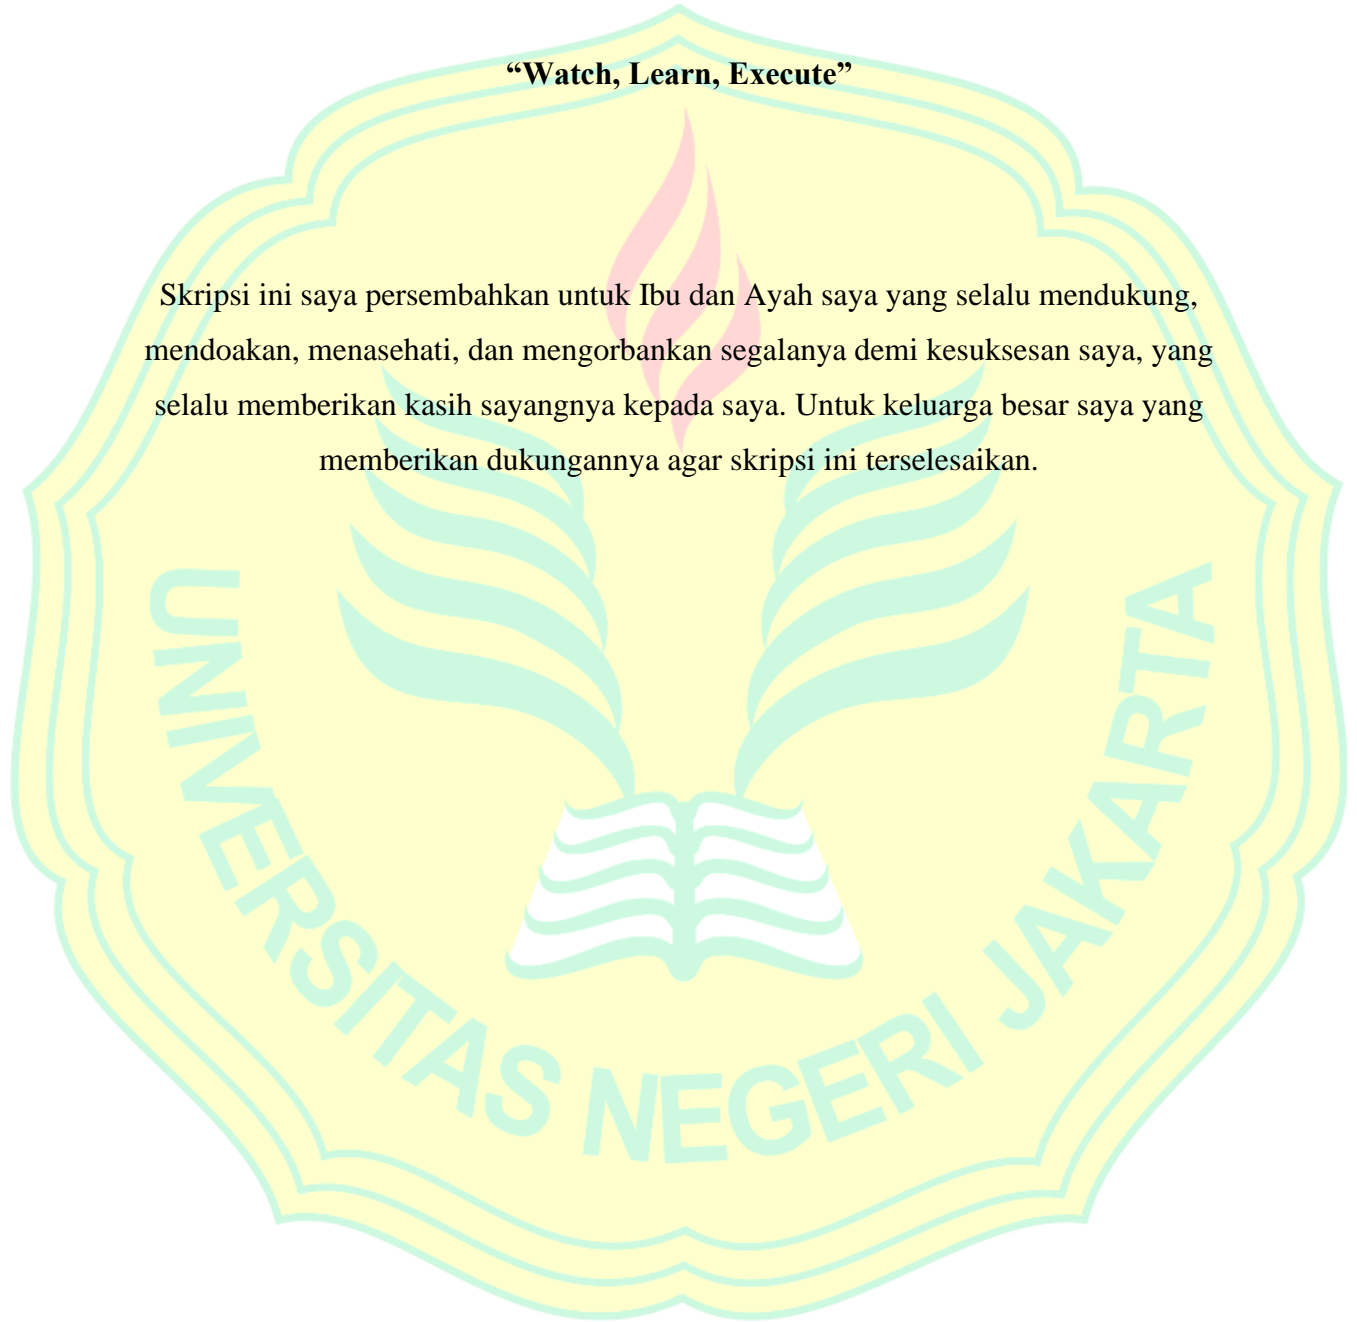 “Watch, Learn, Execute”
Skripsi ini saya persembahkan untuk Ibu dan Ayah saya yang selalu mendukung,
mendoakan, menasehati, dan mengorbankan segalanya demi kesuksesan saya, yang
selalu memberikan kasih sayangnya kepada saya. Untuk keluarga besar saya yang
memberikan dukungannya agar skripsi ini terselesaikan.
UNIVERSITAS NEGERI JAKARTA